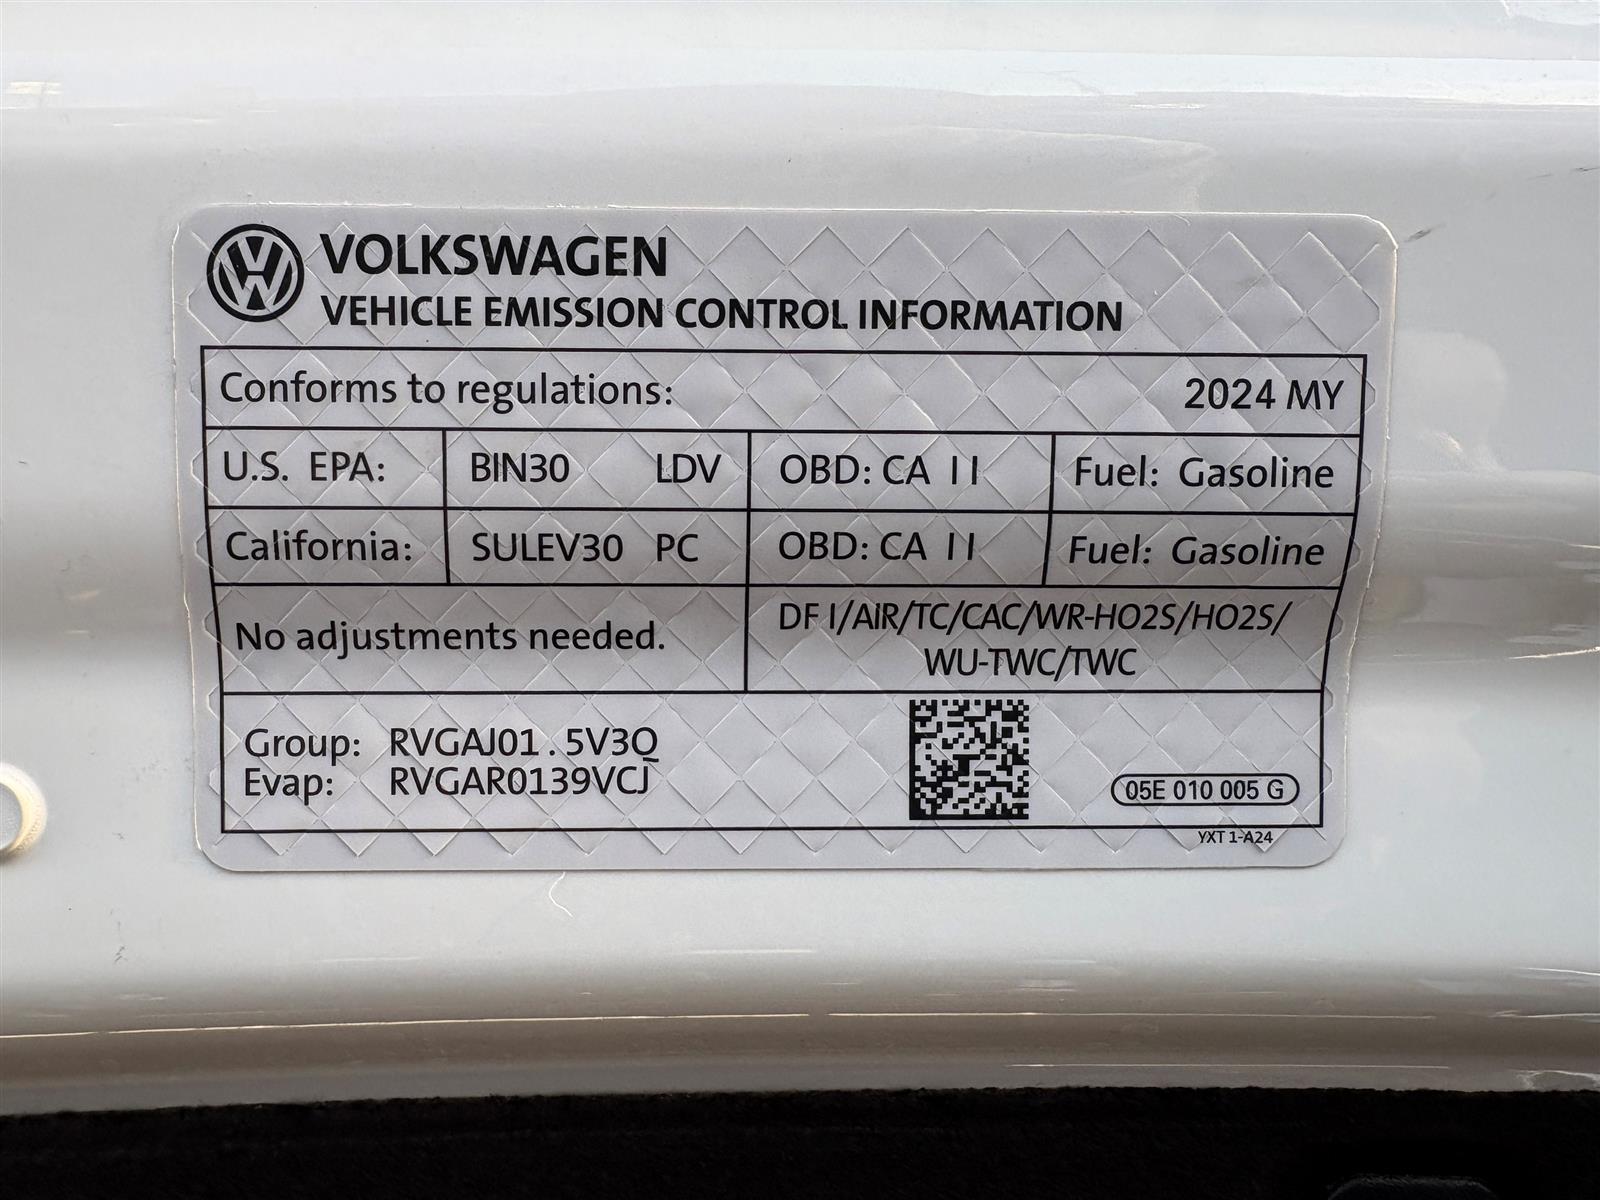 VOLKSWAGEN
VEHICLE EMISSION CONTROL INFORMATION
Conforms to regulations: 2024 MY
U.S. EPA: BIN30 LDV OBD: CA II Fuel: Gasoline
California: SULEV30 PC OBD: CA II Fuel: Gasoline
No adjustments needed.
DFI/AIR/TC/CAC/WR-HO2S/HO2S/
WU-TWC/TWC
Group: RVGAJ01.5V3Q
Evap: RVGAR0139VCJ
05E 010 005 G
YXT 1-A24